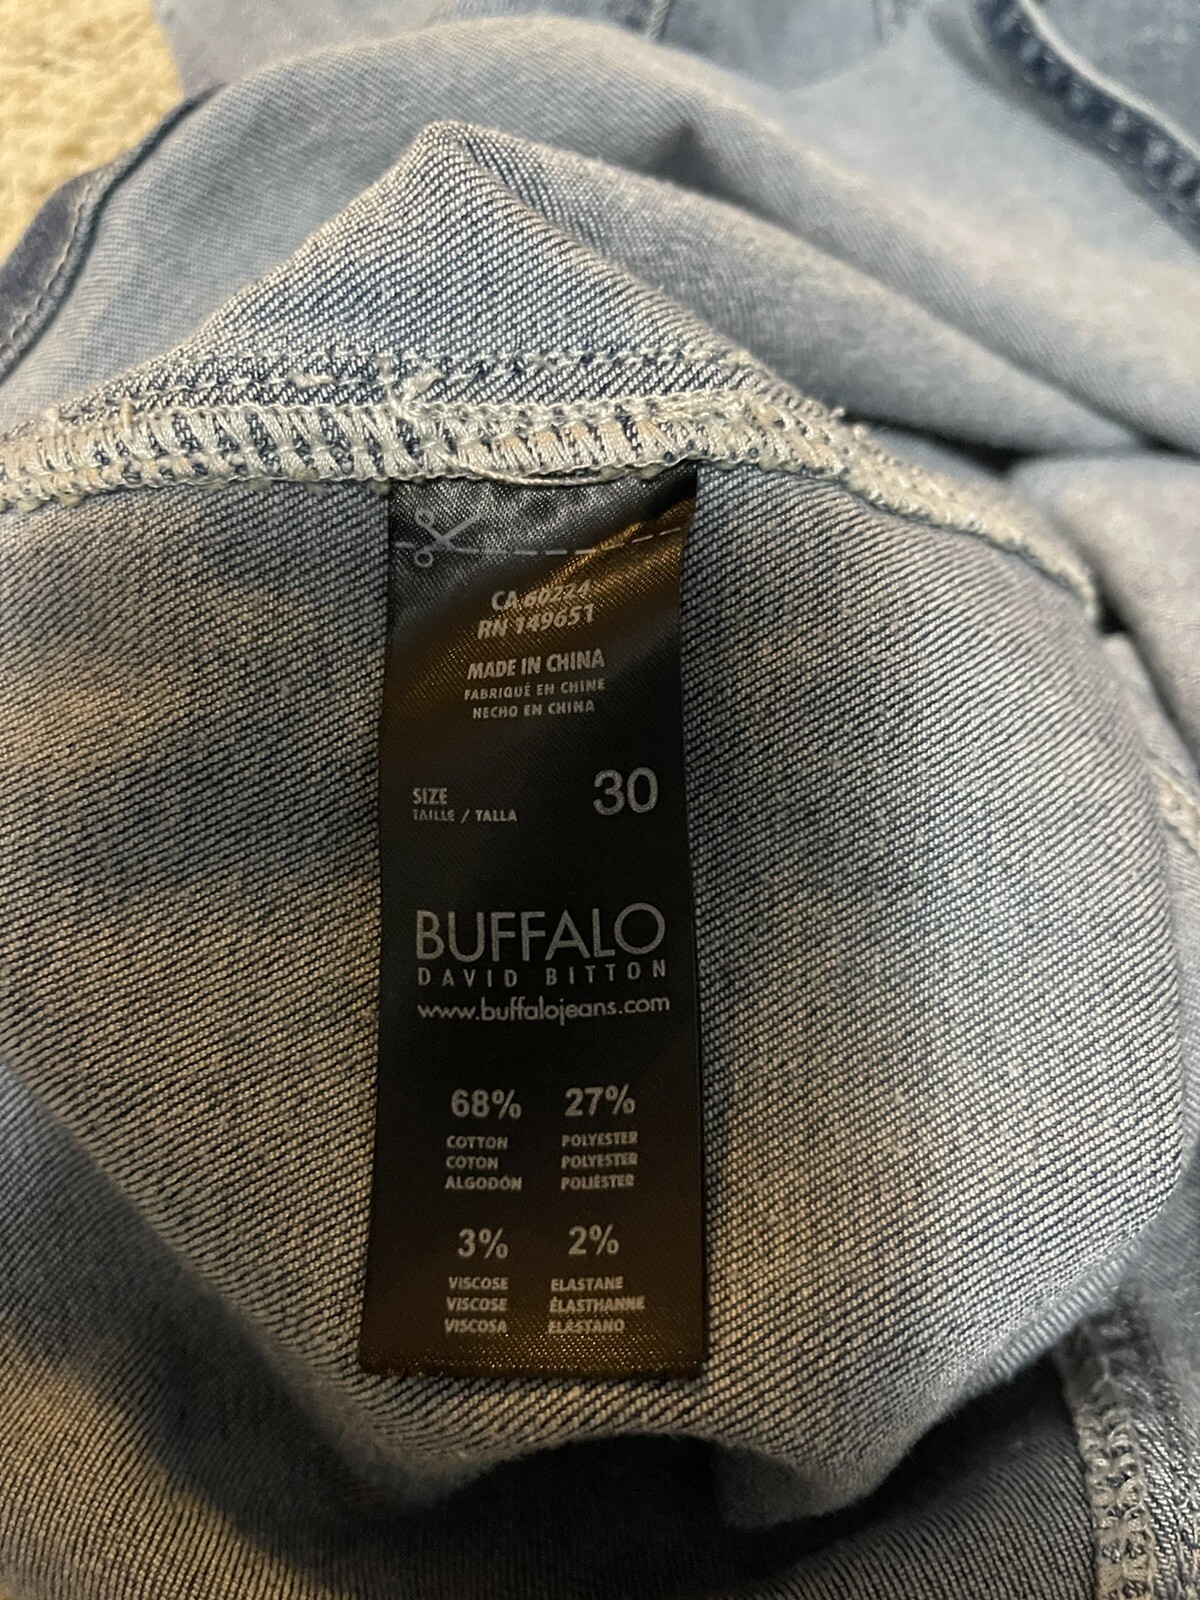 CA 60224
RN 149651
MADE IN CHINA
FABRIQUÉ EN CHINE
HECHO EN CHINA
SIZE 30
TAILLE / TALLA
BUFFALO
DAVID BITTON
www.buffalojeans.com
68% 27%
COTTON POLYESTER
COTON POLYESTER
ALGODÓN POLIÉSTER
3% 2%
VISCOSE ELASTANE
VISCOSE ÉLASTHANNE
VISCOSA ELASTANO